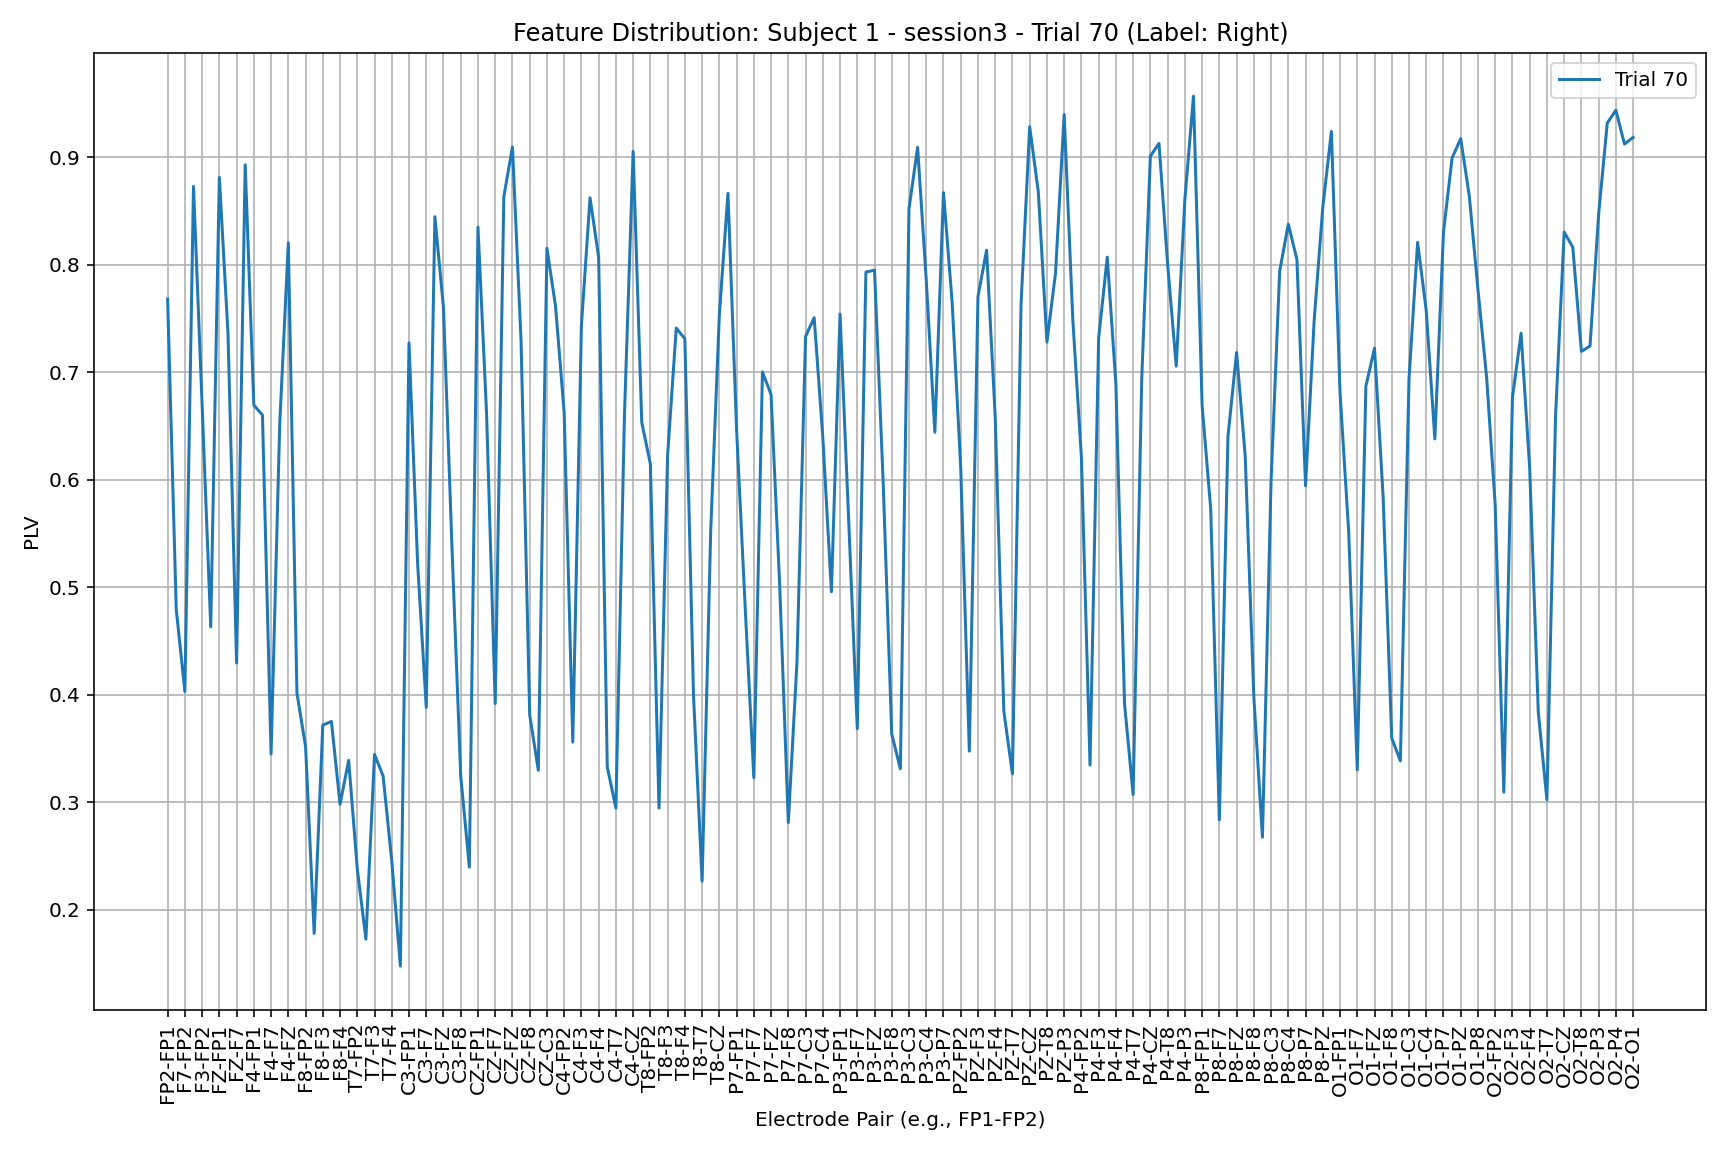 Feature Distribution: Subject 1 - session3 - Trial 70 (Label: Right)
Trial 70
0.9
0.8
0.7
0.6
0.5
0.4
0.3
0.2
PLV
FP2-FP1
F7-FP2
F3-FP2
FZ-FP1
FZ-F7
F4-FP1
F4-F7
F4-FZ
F8-FP2
F8-F3
F8-F4
T7-FP2
T7-F3
T7-F4
C3-FP1
C3-F7
C3-FZ
C3-F8
CZ-FP1
CZ-F7
CZ-FZ
CZ-F8
CZ-C3
C4-FP2
C4-F3
C4-F4
C4-T7
C4-CZ
T8-FP2
T8-F3
T8-F4
T8-T7
T8-CZ
P7-FP1
P7-F7
P7-FZ
P7-F8
P7-C3
P7-C4
P3-FP1
P3-F7
P3-FZ
P3-F8
P3-C3
P3-C4
P3-P7
PZ-FP2
PZ-F3
PZ-F4
PZ-T7
PZ-CZ
PZ-T8
PZ-P3
P4-FP2
P4-F3
P4-F4
P4-T7
P4-CZ
P4-T8
P4-P3
P8-FP1
P8-F7
P8-FZ
P8-F8
P8-C3
P8-C4
P8-P7
P8-PZ
O1-FP1
O1-F7
O1-FZ
O1-F8
O1-C3
O1-C4
O1-P7
O1-PZ
O1-P8
O2-FP2
O2-F3
O2-F4
O2-T7
O2-CZ
O2-T8
O2-P3
O2-P4
O2-O1
Electrode Pair (e.g., FP1-FP2)